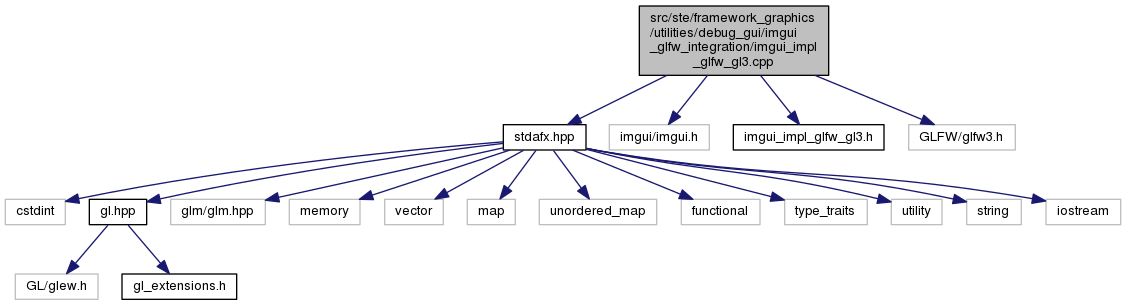 src/ste/framework_graphics
/utilities/debug_gui/imgui
_glfw_integration/imgui_impl
_glfw_gl3.cpp
stdafx.hpp
imgui/imgui.h
imgui_impl_glfw_gl3.h
GLFW/glfw3.h
cstdint
gl.hpp
glm/glm.hpp
memory
vector
map
unordered_map
functional
type_traits
utility
string
iostream
GL/glew.h
gl_extensions.h